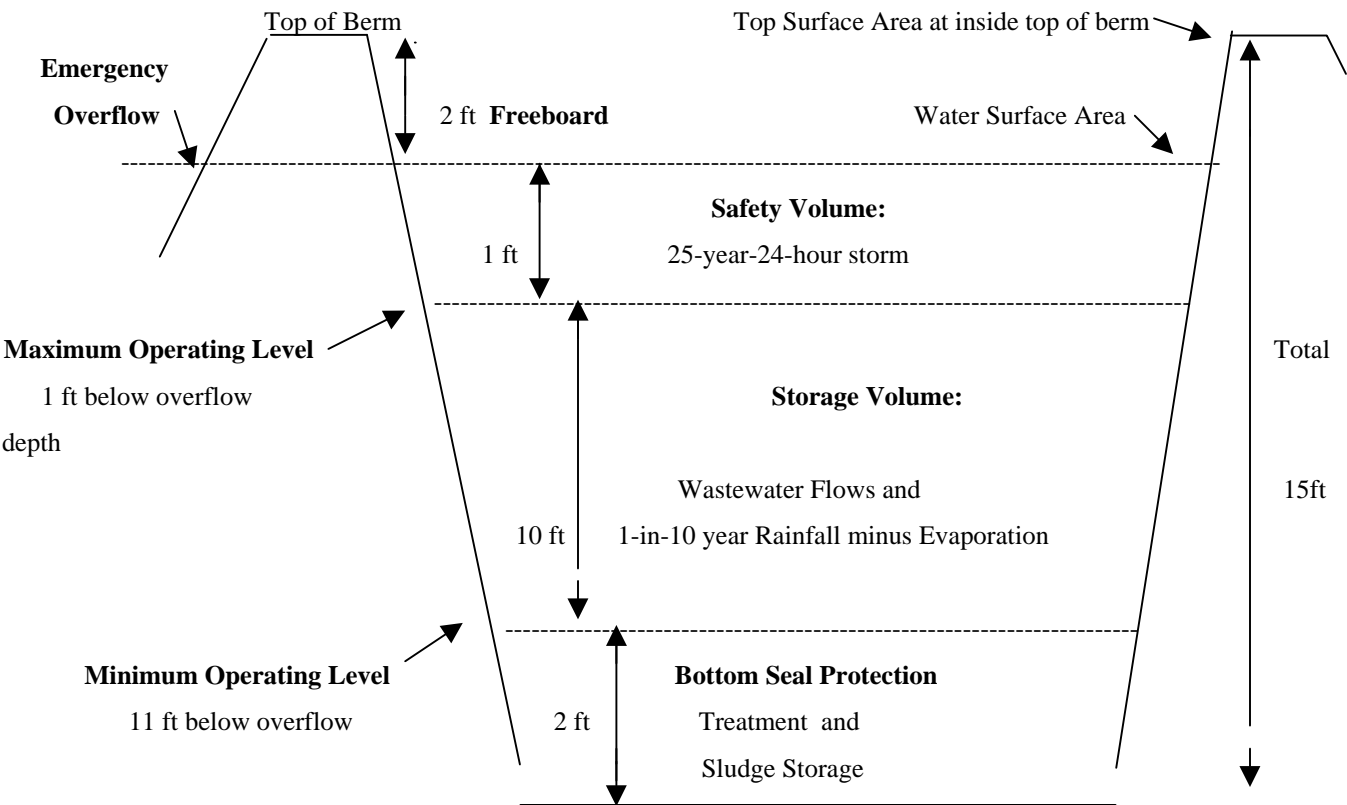 Top of Berm
Top Surface Area at inside top of berm
Emergency
Overflow
2 ft Freeboard
Water Surface Area
Safety Volume:
1 ft
25-year-24-hour storm
Maximum Operating Level
1 ft below overflow
depth
Total
Storage Volume:
Wastewater Flows and
15ft
10 ft
1-in-10 year Rainfall minus Evaporation
Minimum Operating Level
11 ft below overflow
Bottom Seal Protection
2 ft
Treatment and
Sludge Storage